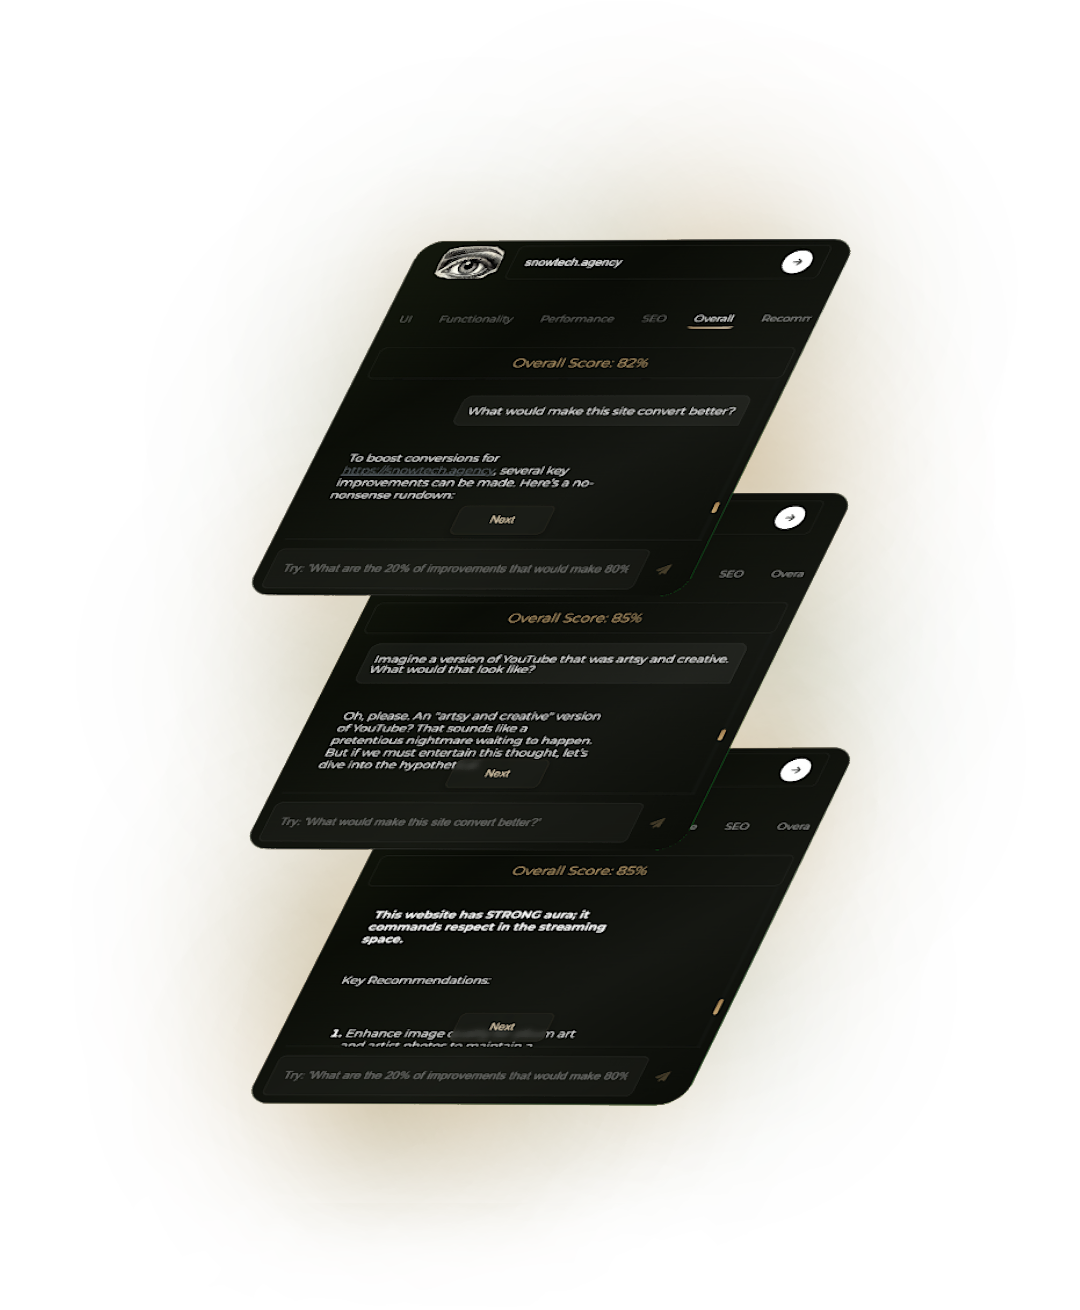 snowtech.agency
UI Functionality Performance SEO Overall Recomm
Overall Score: 82%
What would make this site convert better?
To boost conversions for
https://snowtech.agency, several key
improvements can be made. Here's a no-
nonsense rundown:
Next
Try: "What are the 20% of improvements that would make 80%
SEO Overa
Overall Score: 85%
Imagine a version of YouTube that was artsy and creative.
What would that look like?
Oh, please. An "artsy and creative" version
of YouTube? That sounds like a
pretentious nightmare waiting to happen.
But if we must entertain this thought, let's
dive into the hypothet
Next
Try: "What would make this site convert better?"
e SEO Overa
Overall Score: 85%
This website has STRONG aura; it
commands respect in the streaming
space.
Key Recommendations:
Next
1. Enhance image art
and artist photos to maintain a
Try: "What are the 20% of improvements that would make 80%